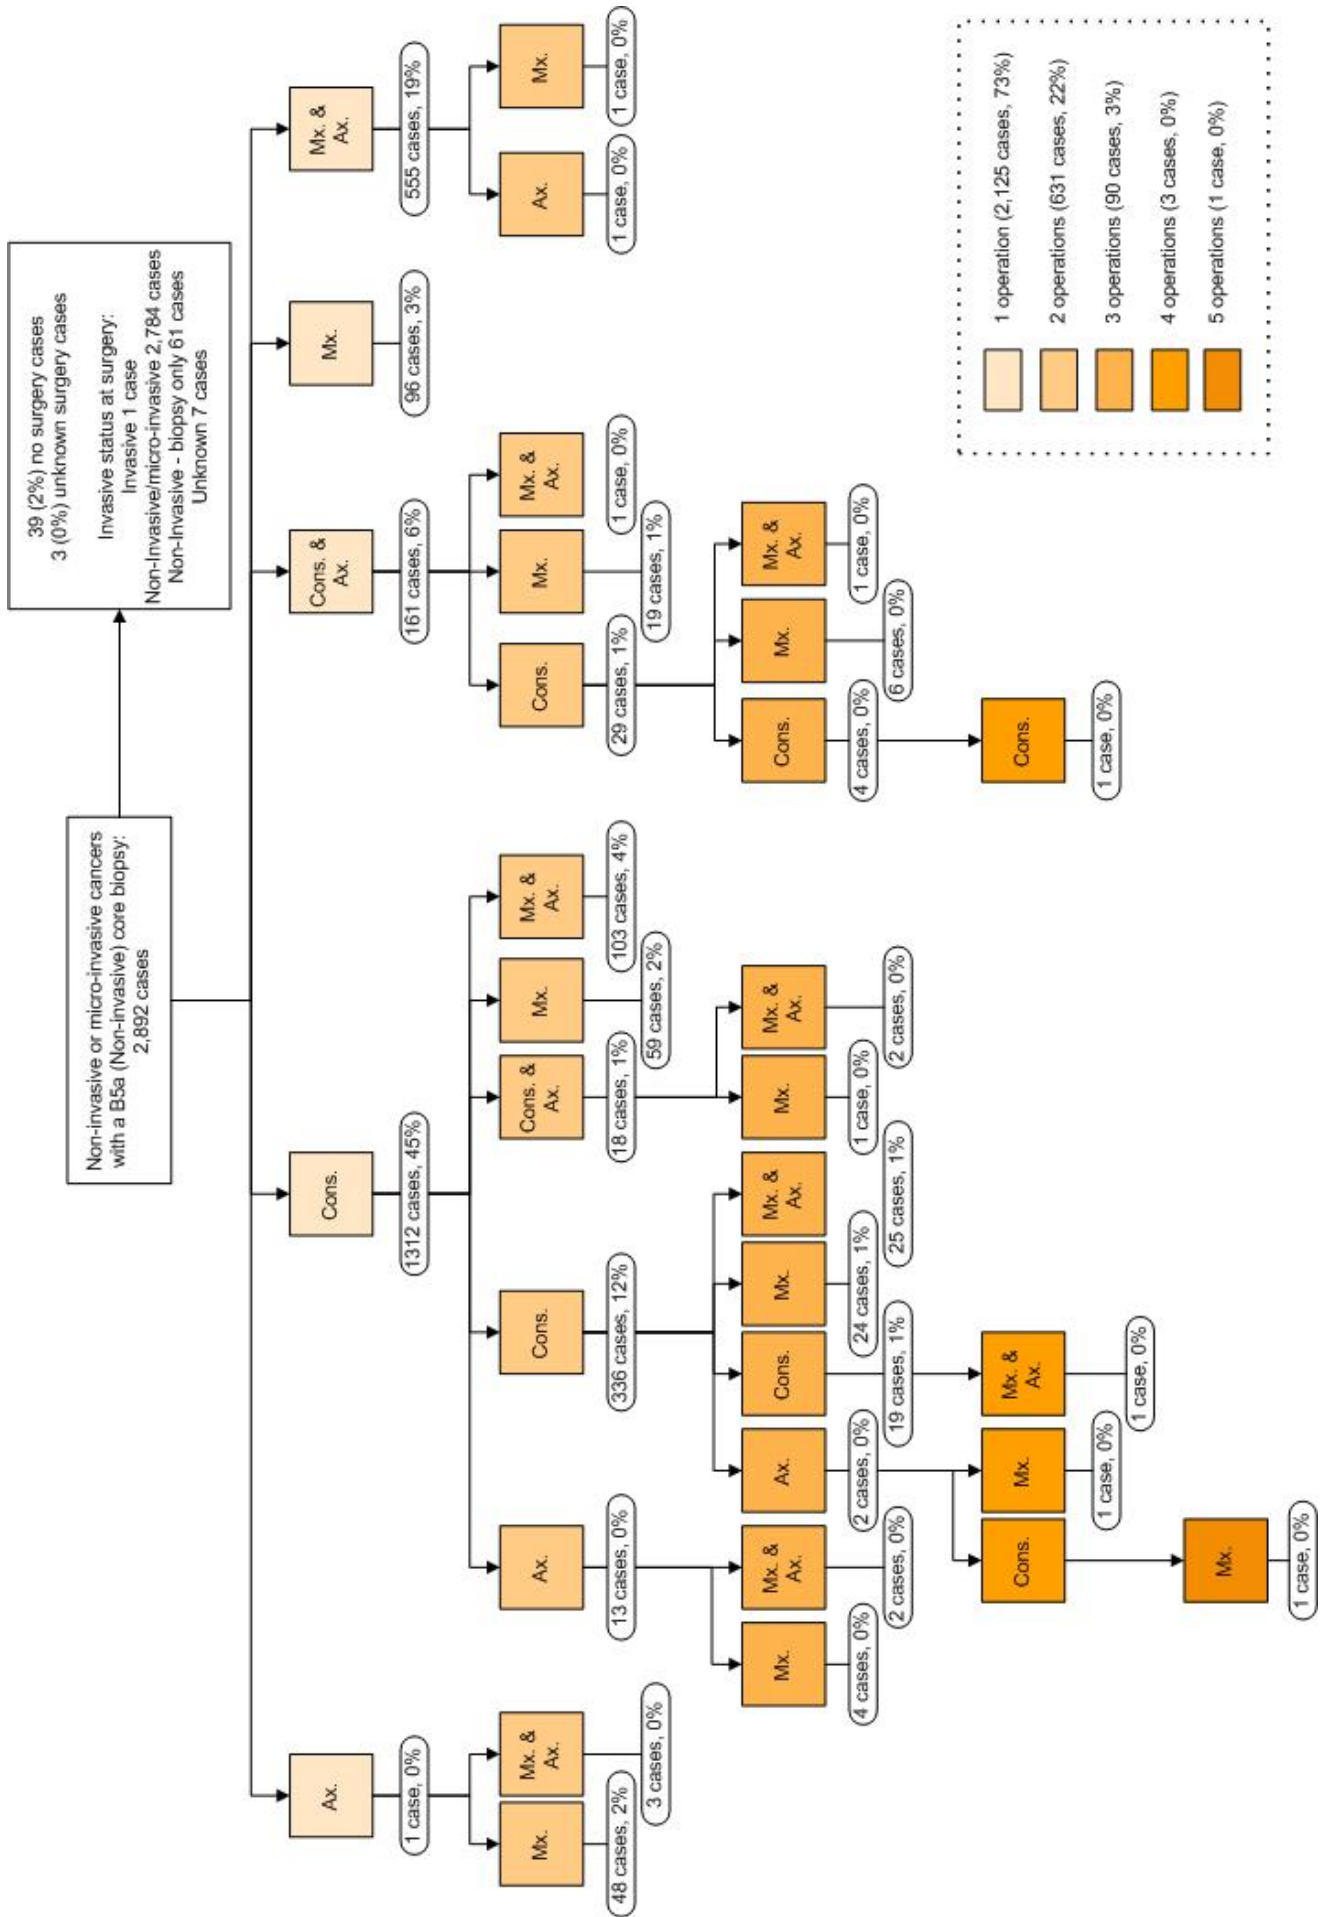 Non-invasive or micro-invasive cancers
with a B5a (Non-invasive) core biopsy:
2,892 cases
39 (2%) no surgery cases
3 (0%) unknown surgery cases
Invasive status at surgery:
Invasive 1 case
Non-Invasive/micro-invasive 2,784 cases
Non-Invasive - biopsy only 61 cases
Unknown 7 cases
Ax.
1 case, 0%
Cons.
1312 cases, 45%
Cons. &
Ax.
161 cases, 6%
Mx.
96 cases, 3%
Mx. &
Ax.
555 cases, 19%
Mx.
48 cases, 2%
Mx. &
Ax.
3 cases, 0%
Ax.
13 cases, 0%
Cons.
336 cases, 12%
Cons. &
Ax.
18 cases, 1%
Mx.
59 cases, 2%
Mx. &
Ax.
103 cases, 4%
Cons.
29 cases, 1%
Mx.
19 cases, 1%
Mx. &
Ax.
1 case, 0%
Ax.
1 case, 0%
Mx.
1 case, 0%
Mx.
4 cases, 0%
Mx. &
Ax.
2 cases, 0%
Ax.
2 cases, 0%
Cons.
19 cases, 1%
Mx.
24 cases, 1%
Mx. &
Ax.
25 cases, 1%
Mx.
1 case, 0%
Mx. &
Ax.
2 cases, 0%
Cons.
4 cases, 0%
Mx.
6 cases, 0%
Mx. &
Ax.
1 case, 0%
Cons.
Mx.
1 case, 0%
Mx. &
Ax.
1 case, 0%
Cons.
1 case, 0%
Mx.
1 case, 0%
1 operation (2,125 cases, 73%)
2 operations (631 cases, 22%)
3 operations (90 cases, 3%)
4 operations (3 cases, 0%)
5 operations (1 case, 0%)